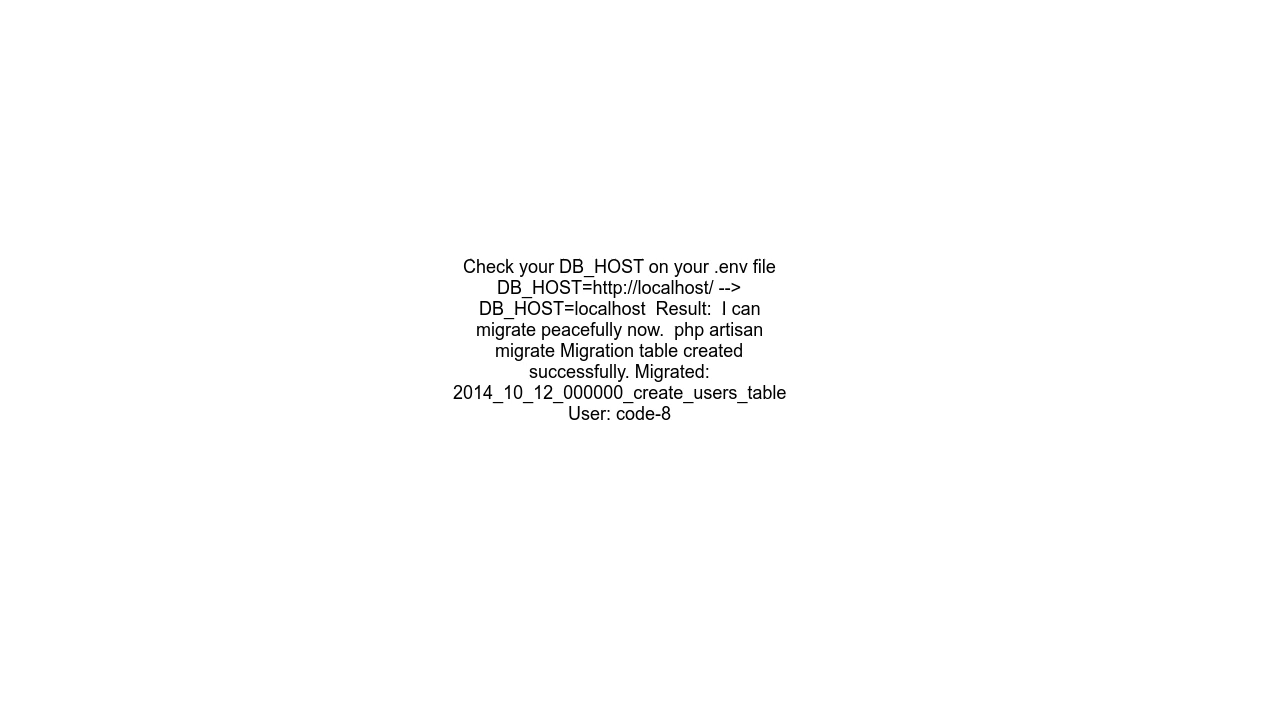 Check your DB_HOST on your .env file
DB_HOST=http://localhost/ -->
DB_HOST=localhost  Result:  I can
migrate peacefully now.  php artisan
migrate Migration table created
successfully. Migrated:
2014_10_12_000000_create_users_table
User: code-8